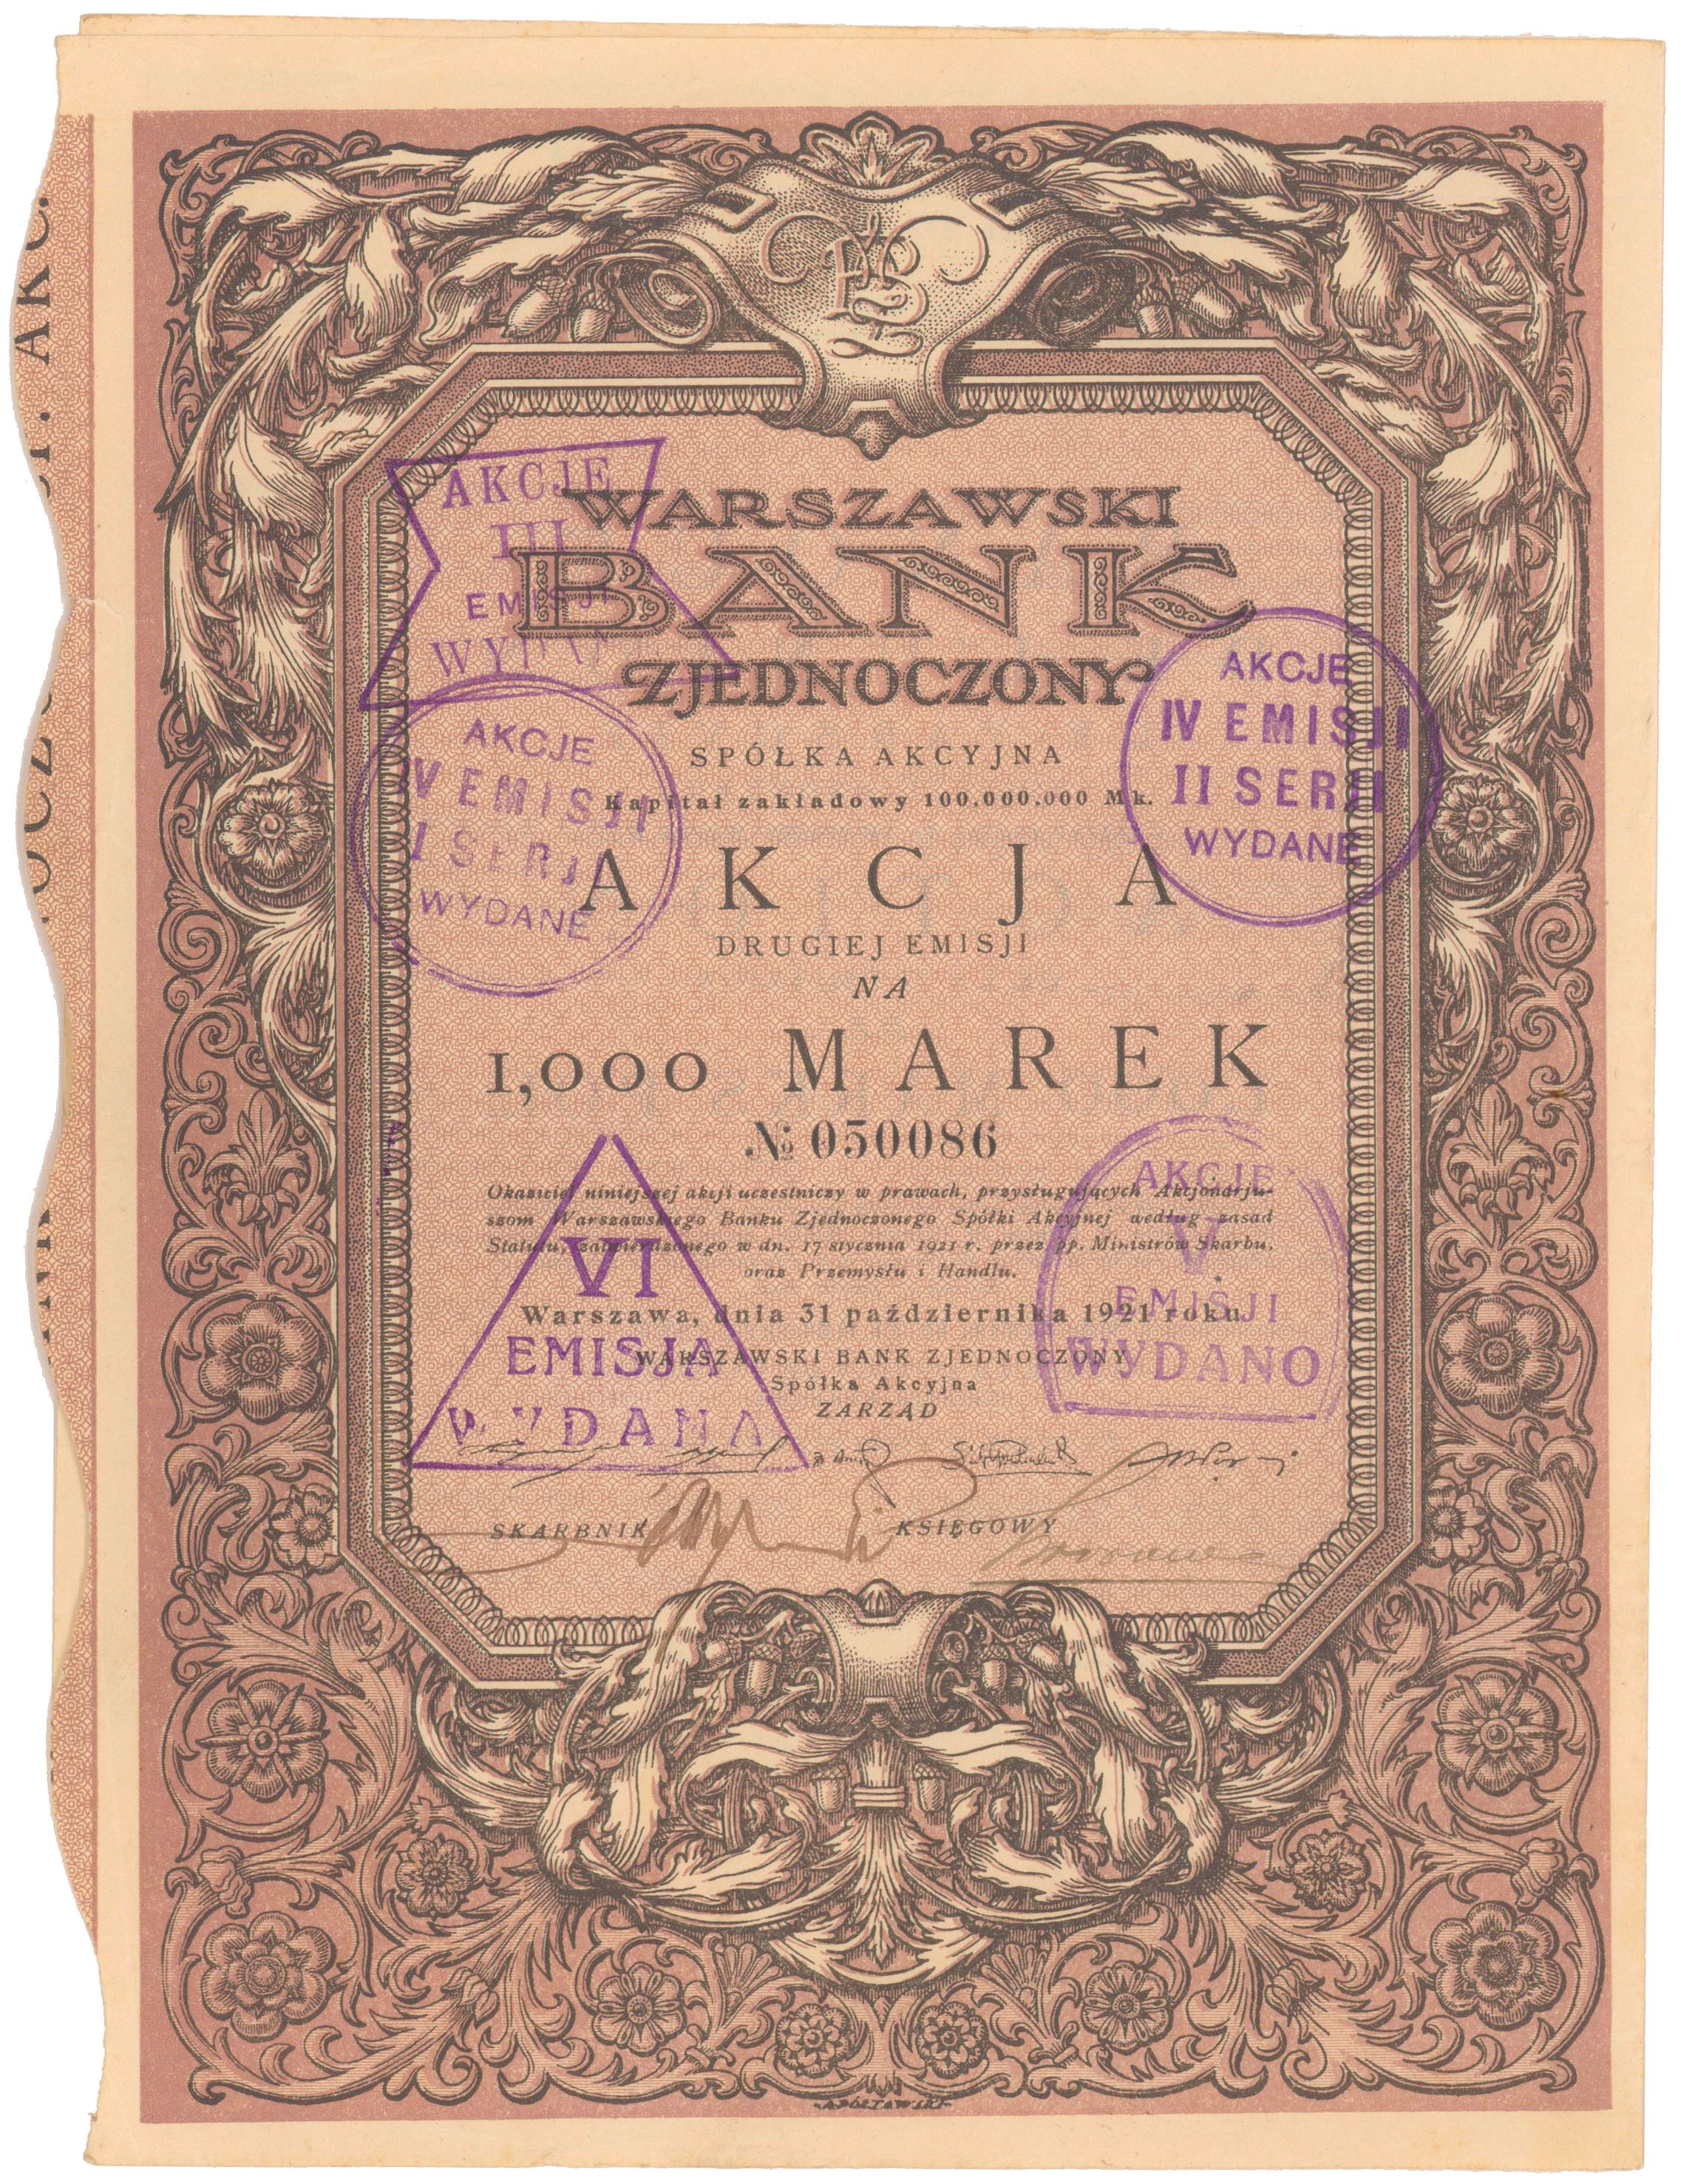 AKCJE
III
EMISJI
WARSZAWSKI
BANK
ZJEDNOCZONY
AKCJE
IV EMISJI
II SERJI
WYDANE
AKCJE
V EMISJI
I SERJI
WYDANE
SPÓŁKA AKCYJNA
Kapitał zakładowy 100.000.000 Mk.
AKCJA
DRUGIEJ EMISJI
NA
1,000 MAREK
№ 050086
Okaziciel niniejszej akcji uczestniczy w prawach, przysługujących Akcjonarju-
szom Warszawskiego Banku Zjednoczonego Spółki Akcyjnej według zasad
Statutu, zatwierdzonego w dn. 17 stycznia 1921 r. przez pp. Ministrów Skarbu,
oraz Przemysłu i Handlu.
Warszawa, dnia 31 października 1921 roku.
WARSZAWSKI BANK ZJEDNOCZONY
Spółka Akcyjna
ZARZĄD
AKCJE
V
EMISJI
WYDANO
VI
EMISJA
WYDANA
SKARBNIK
KSIĘGOWY